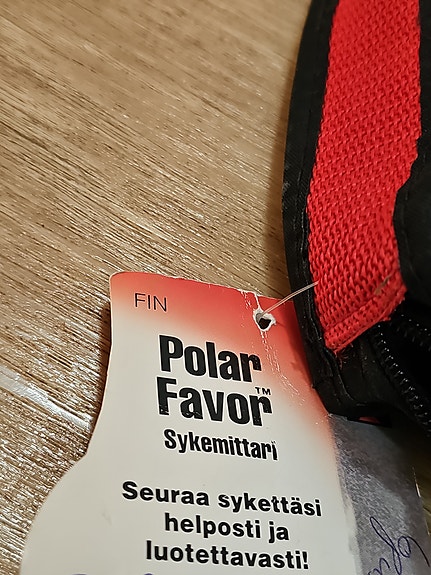 FIN
Polar
Favor™
Sykemittari
Seuraa sykettäsi
helposti ja
luotettavasti!